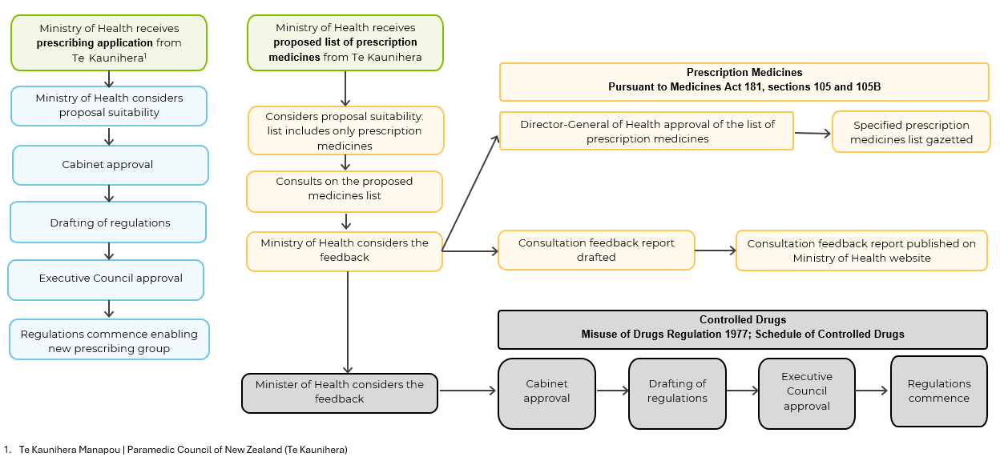 Ministry of Health receives
prescribing application from
Te Kaunihera¹
Ministry of Health considers
proposal suitability
Cabinet approval
Drafting of regulations
Executive Council approval
Regulations commence enabling
new prescribing group
Ministry of Health receives
proposed list of prescription
medicines from Te Kaunihera
Considers proposal suitability:
list includes only prescription
medicines
Consults on the proposed
medicines list
Ministry of Health considers the
feedback
Prescription Medicines
Pursuant to Medicines Act 181, sections 105 and 105B
Director-General of Health approval of the list of
prescription medicines
Specified prescription
medicines list gazetted
Consultation feedback report
drafted
Consultation feedback report published on
Ministry of Health website
Controlled Drugs
Misuse of Drugs Regulation 1977; Schedule of Controlled Drugs
Minister of Health considers the
feedback
Cabinet
approval
Drafting of
regulations
Executive
Council
approval
Regulations
commence
1. Te Kaunihera Manapou | Paramedic Council of New Zealand (Te Kaunihera)